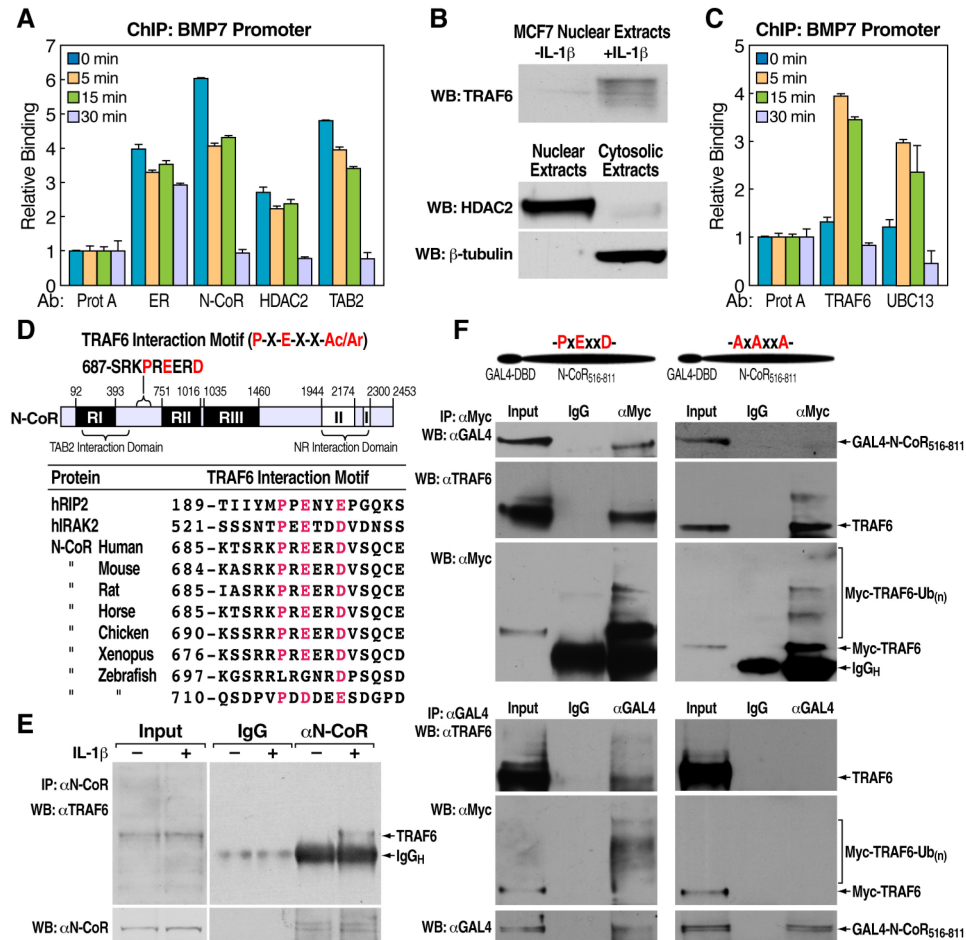 A
ChIP: BMP7 Promoter
Relative Binding
7
6
5
4
3
2
1
0
0 min
5 min
15 min
30 min
Ab: Prot A ER N-CoR HDAC2 TAB2
B
MCF7 Nuclear Extracts
-IL-1β +IL-1β
WB: TRAF6
Nuclear Extracts Cytosolic Extracts
WB: HDAC2
WB: β-tubulin
C
ChIP: BMP7 Promoter
Relative Binding
5
4
3
2
1
0
0 min
5 min
15 min
30 min
Ab: Prot A TRAF6 UBC13
D
TRAF6 Interaction Motif (P-X-E-X-X-Ac/Ar)
687-SRKPREERD
92 393 751 1016 1035 1460 1944 2174 2300 2453
N-CoR RI RII RIII II I
TAB2 Interaction Domain NR Interaction Domain
Protein TRAF6 Interaction Motif
hRIP2 189-TIIYMPPENYEPGQKS
hIRAK2 521-SSSNTPEETDDVDNSS
N-CoR Human 685-KTSRKPREERDVSQCE
" Mouse 684-KASRKPREERDVSQCE
" Rat 685-IASRKPREERDVSQCE
" Horse 685-KTSRKPREERDVSQCE
" Chicken 690-KSSRRPREERDVSQCE
" Xenopus 676-KSSRRPREERDVSQCD
" Zebrafish 697-KGSRRLRGNRDPSQSD
" " 710-QSDPVPDDDEESDGPD
E
Input IgG αN-CoR
IL-1β – + – + – +
IP: αN-CoR
WB: αTRAF6
TRAF6
IgGH
WB: αN-CoR
F
-PxExxD- -AxAxxA-
GAL4-DBD N-CoR516-811 GAL4-DBD N-CoR516-811
IP: αMyc Input IgG αMyc Input IgG αMyc
WB: αGAL4
GAL4-N-CoR516-811
WB: αTRAF6
TRAF6
WB: αMyc
Myc-TRAF6-Ub(n)
Myc-TRAF6
IgGH
IP: αGAL4 Input IgG αGAL4 Input IgG αGAL4
WB: αTRAF6
TRAF6
WB: αMyc
Myc-TRAF6-Ub(n)
Myc-TRAF6
WB: αGAL4
GAL4-N-CoR516-811